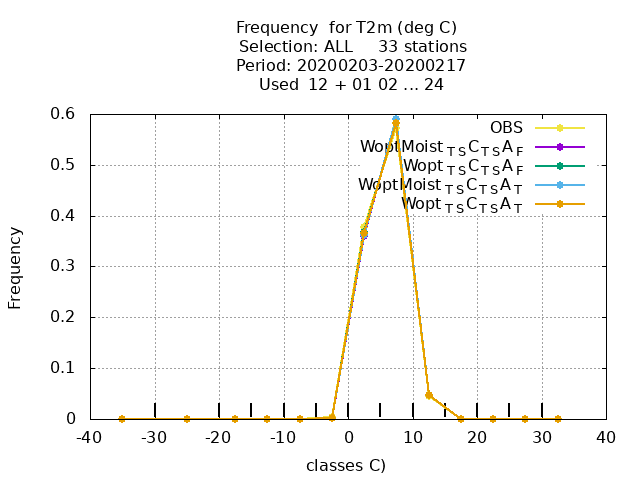 Frequency  for T2m (deg C)
Selection: ALL     33 stations
Period: 20200203-20200217
Used  12 + 01 02 ... 24
OBS
WoptMoist TS C TS A F
Wopt TS C TS A F
WoptMoist TS C TS A T
Wopt TS C TS A T
0.6
0.5
0.4
0.3
0.2
0.1
0
Frequency
-40 -30 -20 -10 0 10 20 30 40
classes C)